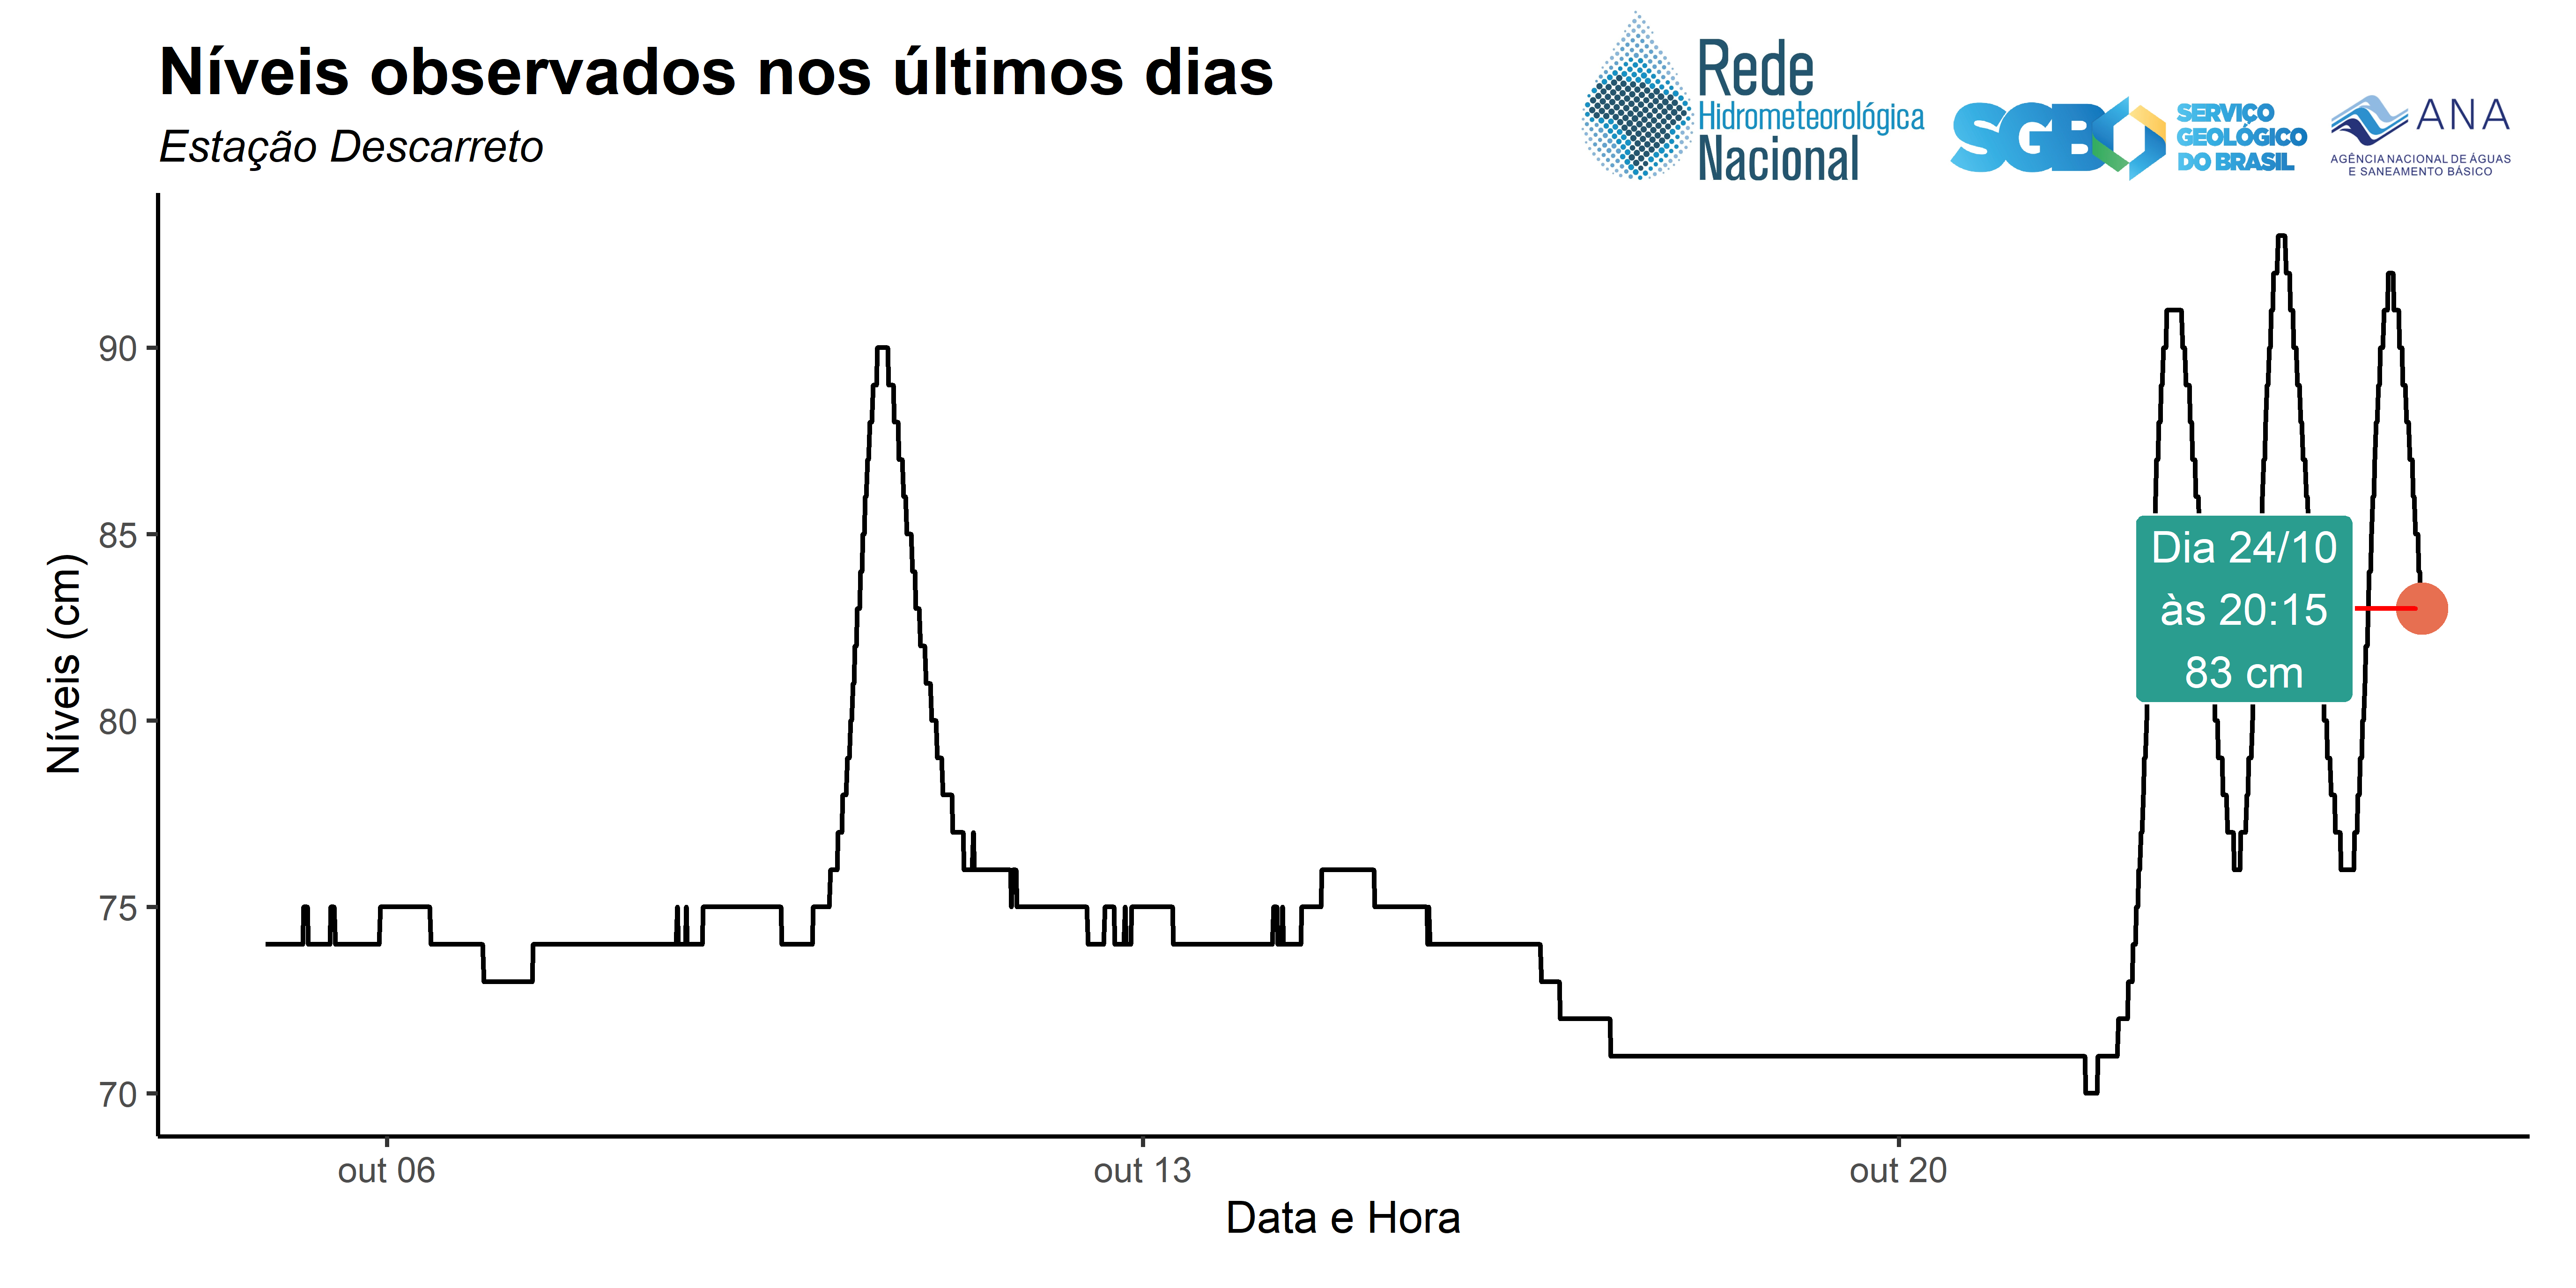 Níveis observados nos últimos dias
Estação Descarreto
Rede
Hidrometeorológica
Nacional
SGB
SERVIÇO
GEOLÓGICO
DO BRASIL
ANA
AGÊNCIA NACIONAL DE ÁGUAS
E SANEAMENTO BÁSICO
Níveis (cm)
90
85
80
75
70
Dia 24/10
às 20:15
83 cm
out 06
out 13
out 20
Data e Hora